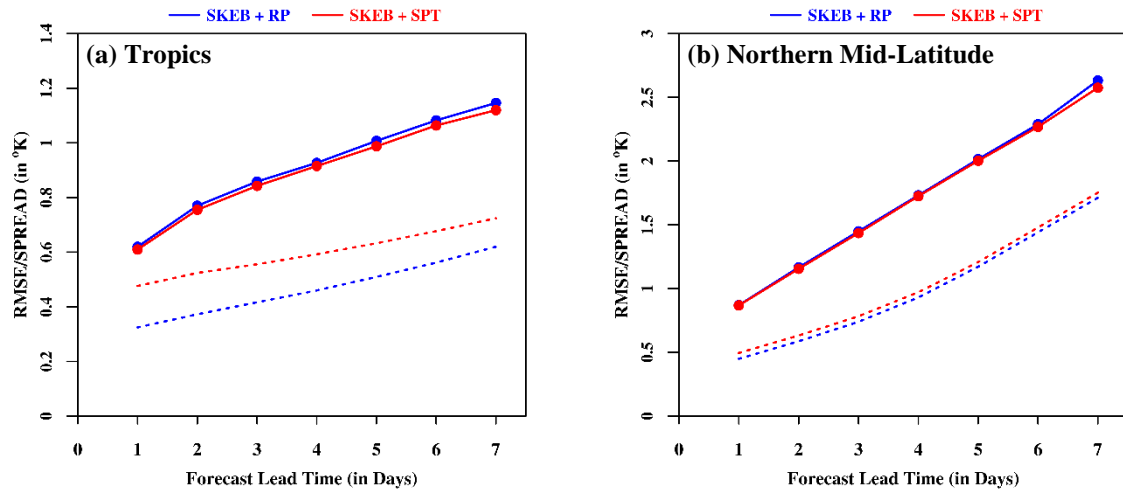 SKEB + RP SKEB + SPT
(a) Tropics
RMSE/SPREAD (in °K)
1.4
1.2
1
0.8
0.6
0.4
0.2
0
0 1 2 3 4 5 6 7
Forecast Lead Time (in Days)
SKEB + RP SKEB + SPT
(b) Northern Mid-Latitude
RMSE/SPREAD (in °K)
3
2.5
2
1.5
1
0.5
0
0 1 2 3 4 5 6 7
Forecast Lead Time (in Days)